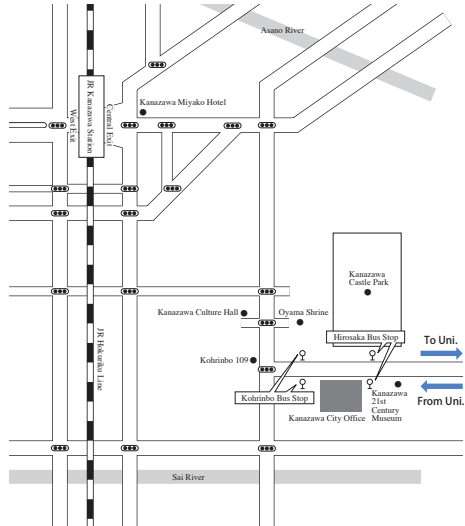 Asano River
Kanazawa Miyako Hotel
JR Kanazawa Station
Central Exit
West Exit
Kanazawa
Castle Park
Kanazawa Culture Hall
Oyama Shrine
Hirosaka Bus Stop
To Uni.
JR Hokuriku Line
Kohrinbo 109
From Uni.
Kohrinbo Bus Stop
Kanazawa
21st
Century
Museum
Kanazawa City Office
Sai River